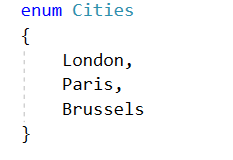 enum Cities
{
London,
Paris,
Brussels
}